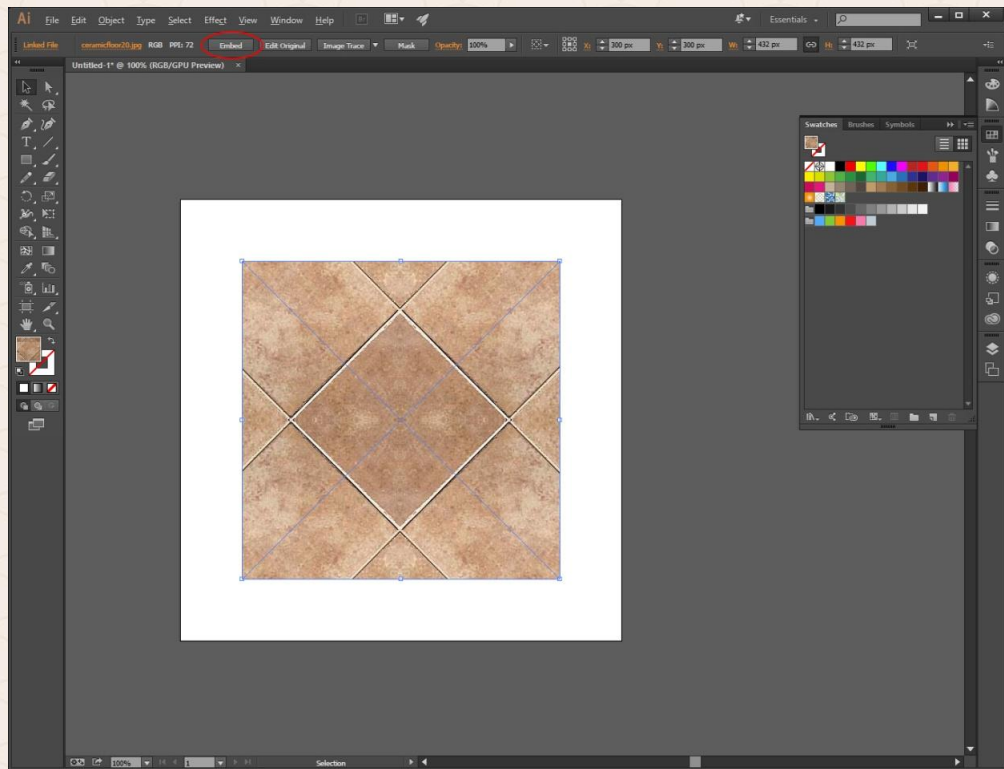 Ai File Edit Object Type Select Effect View Window Help Br Essentials
Linked File ceramicfloor20.jpg RGB PPI: 72 Embed Edit Original Image Trace Mask Opacity: 100% X: 300 px Y: 300 px W: 432 px H: 432 px
Untitled-1* @ 100% (RGB/GPU Preview) ×
Swatches Brushes Symbols
100% 1 Selection